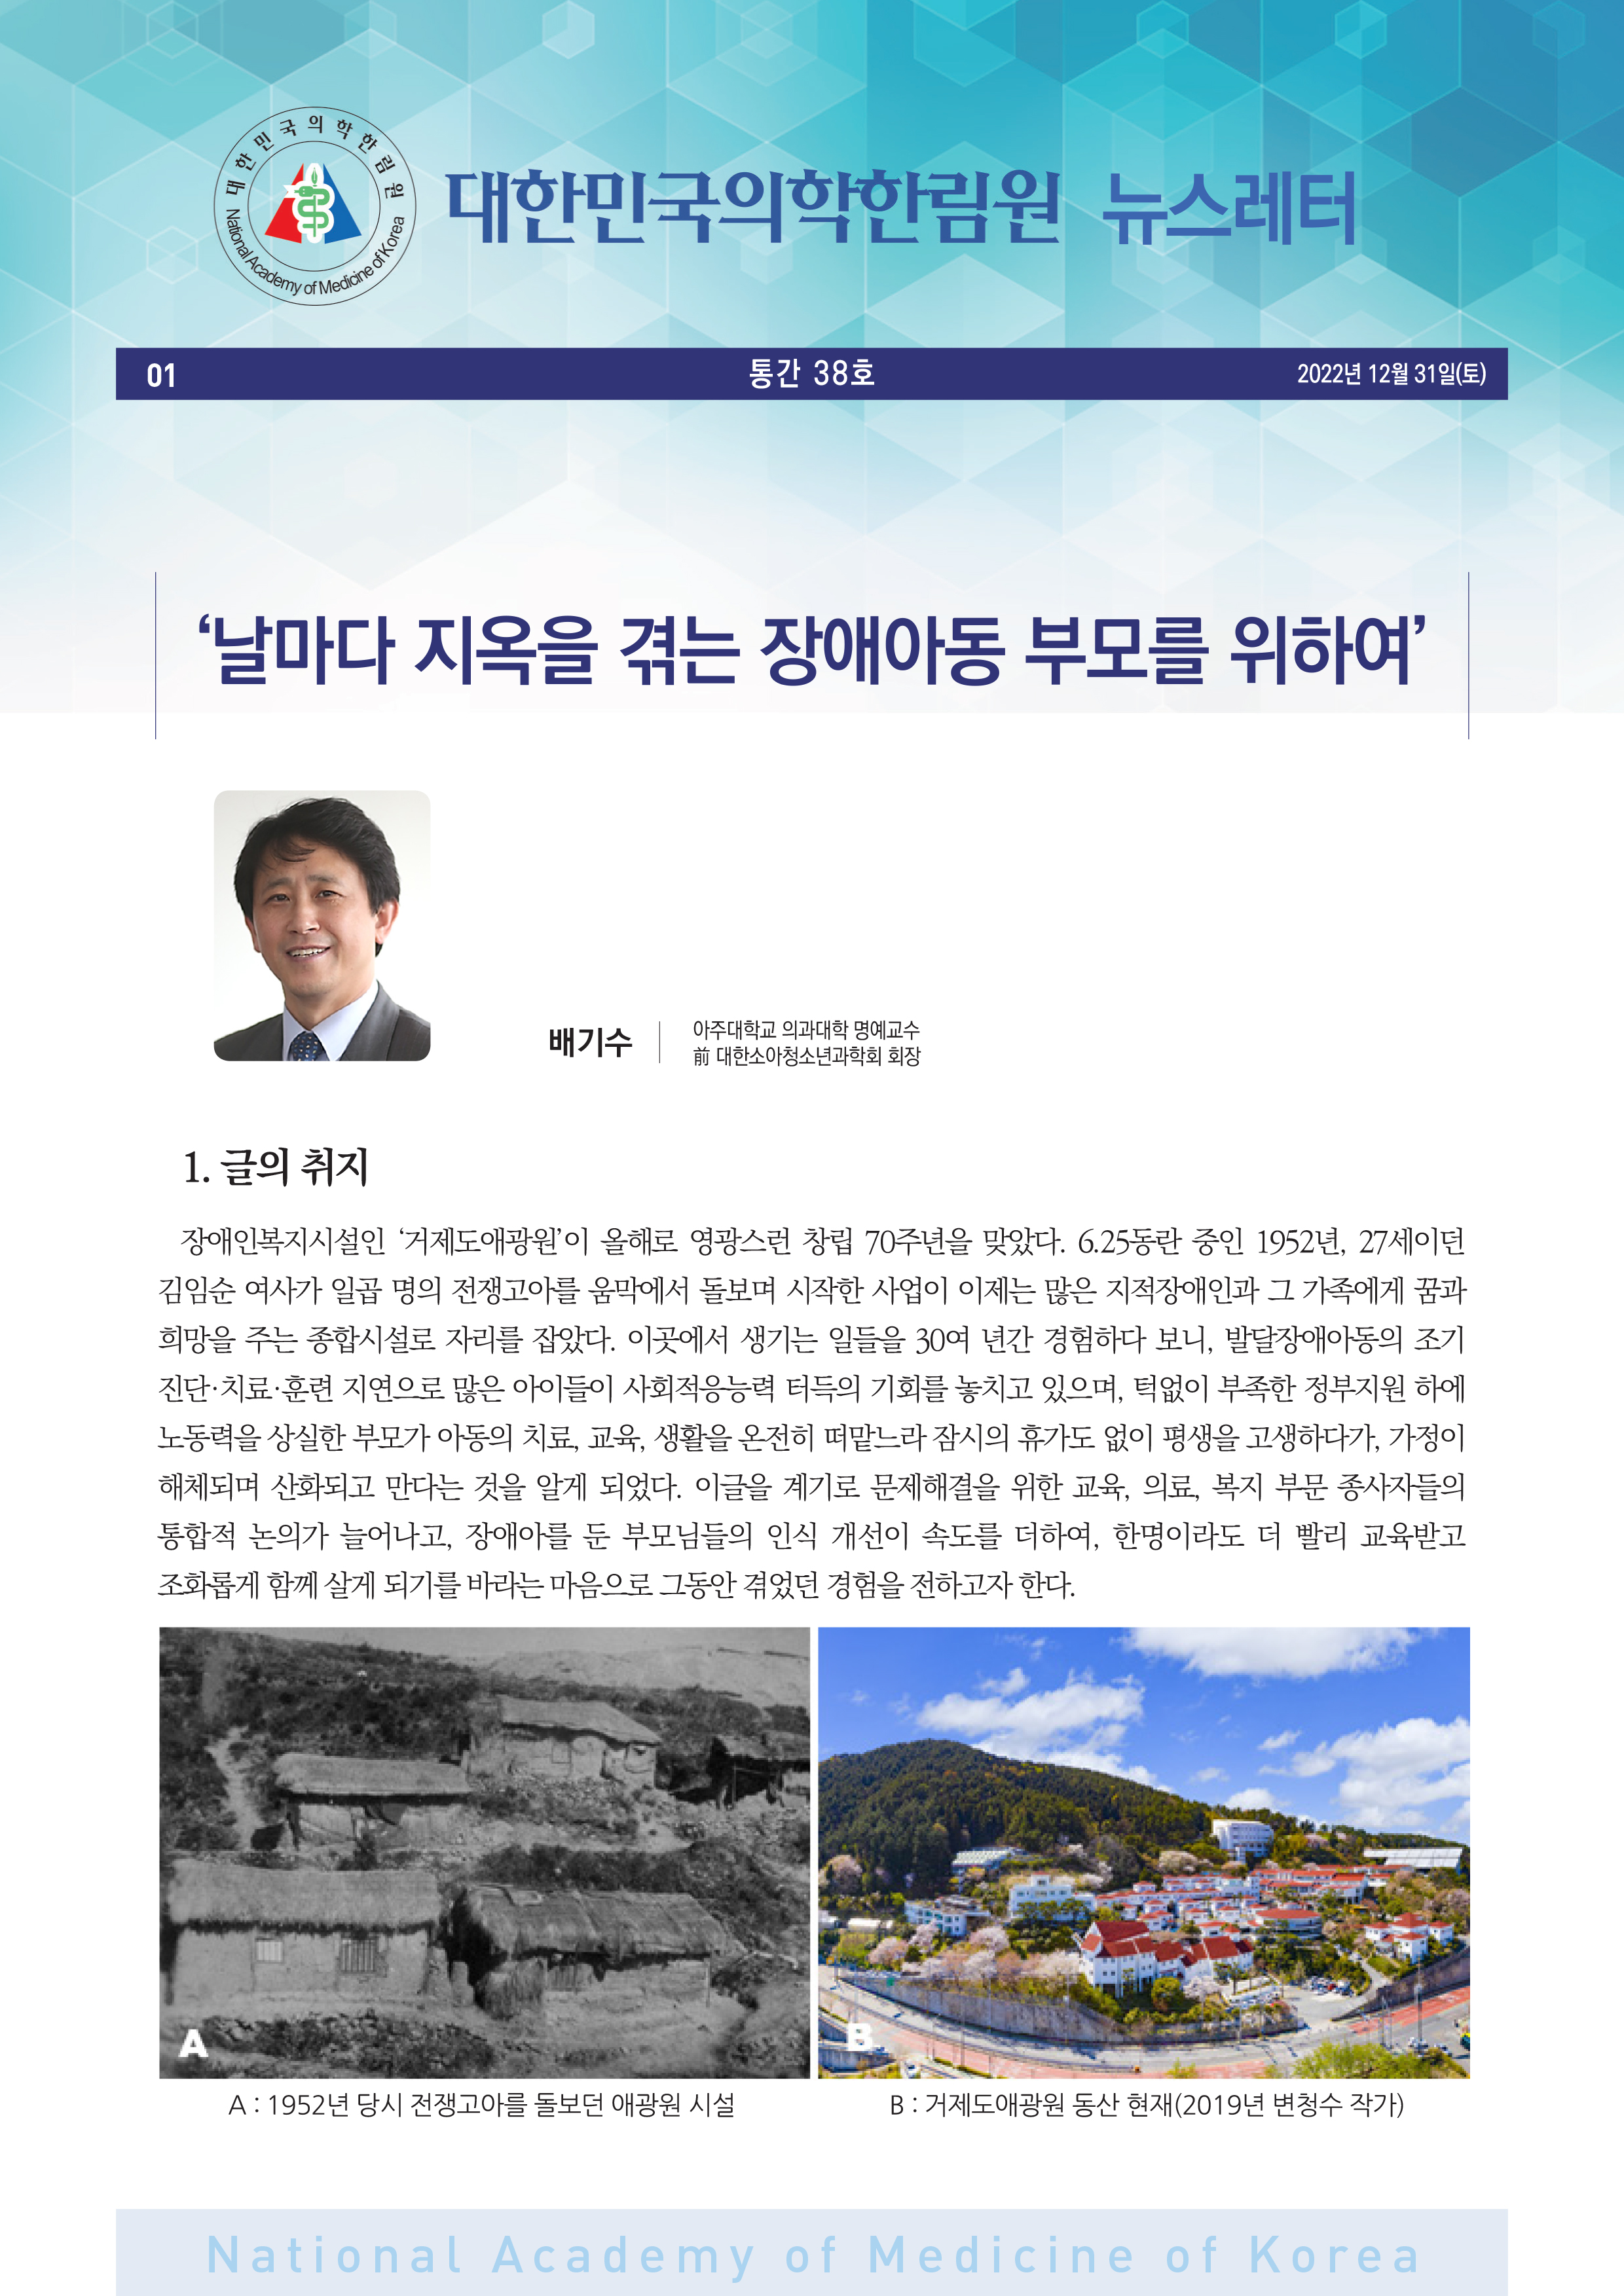 대한민국의학한림원
National Academy of Medicine of Korea
대한민국의학한림원 뉴스레터
01 통간 38호 2022년 12월 31일(토)
‘날마다 지옥을 겪는 장애아동 부모를 위하여’
배기수
아주대학교 의과대학 명예교수
前 대한소아청소년과학회 회장
1. 글의 취지
장애인복지시설인 ‘거제도애광원’이 올해로 영광스런 창립 70주년을 맞았다. 6.25동란 중인 1952년, 27세이던
김임순 여사가 일곱 명의 전쟁고아를 움막에서 돌보며 시작한 사업이 이제는 많은 지적장애인과 그 가족에게 꿈과
희망을 주는 종합시설로 자리를 잡았다. 이곳에서 생기는 일들을 30여 년간 경험하다 보니, 발달장애아동의 조기
진단·치료·훈련 지연으로 많은 아이들이 사회적응능력 터득의 기회를 놓치고 있으며, 턱없이 부족한 정부지원 하에
노동력을 상실한 부모가 아동의 치료, 교육, 생활을 온전히 떠맡느라 잠시의 휴가도 없이 평생을 고생하다가, 가정이
해체되며 산화되고 만다는 것을 알게 되었다. 이글을 계기로 문제해결을 위한 교육, 의료, 복지 부문 종사자들의
통합적 논의가 늘어나고, 장애아를 둔 부모님들의 인식 개선이 속도를 더하여, 한명이라도 더 빨리 교육받고
조화롭게 함께 살게 되기를 바라는 마음으로 그동안 겪었던 경험을 전하고자 한다.
A
B
A : 1952년 당시 전쟁고아를 돌보던 애광원 시설
B : 거제도애광원 동산 현재(2019년 변청수 작가)
National Academy of Medicine of Korea